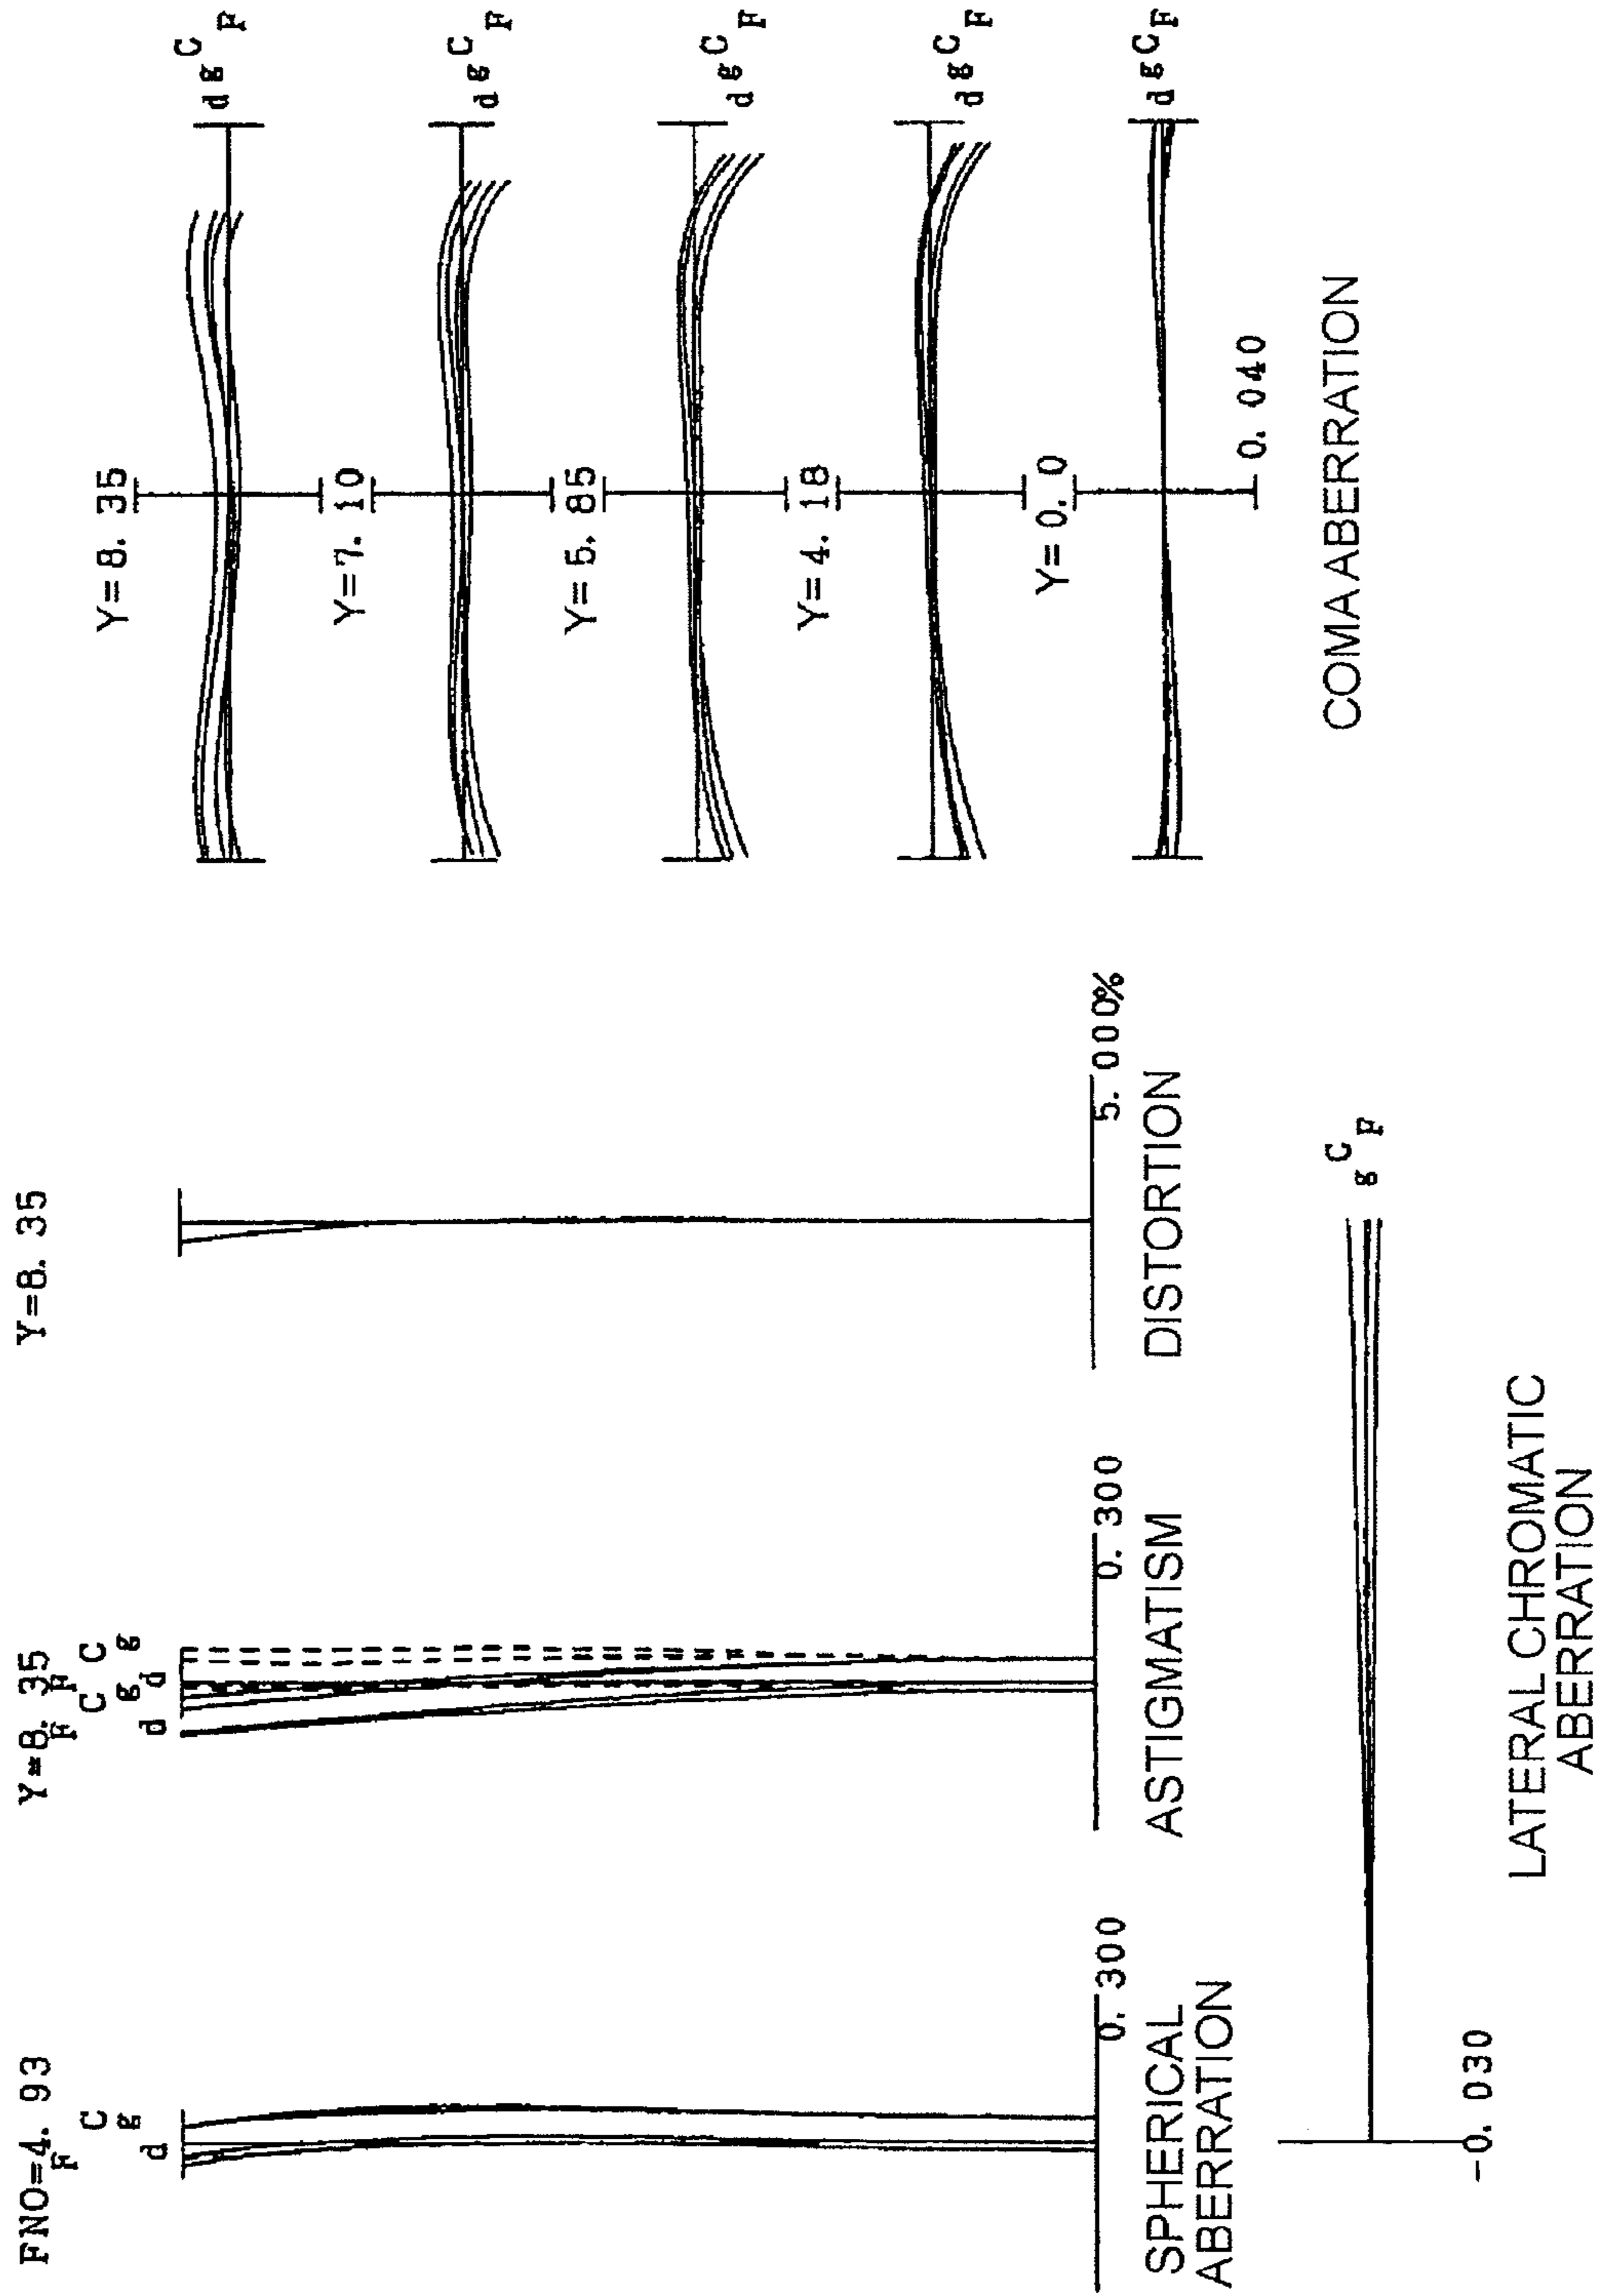 FNO=4. 93
F
C
d
g
0. 300
SPHERICAL
ABERRATION
Y=8. 35
F
F
C
C
d
g
d
g
0. 300
ASTIGMATISM
Y=8. 35
5. 000%
DISTORTION
-0. 030
C
g
F
LATERAL CHROMATIC
ABERRATION
Y=8. 35
C
d g
F
Y=7. 10
C
d g
F
Y=5. 85
C
d g
F
Y=4. 18
C
d g
F
Y=0. 0
d g C F
0. 040
COMA ABERRATION